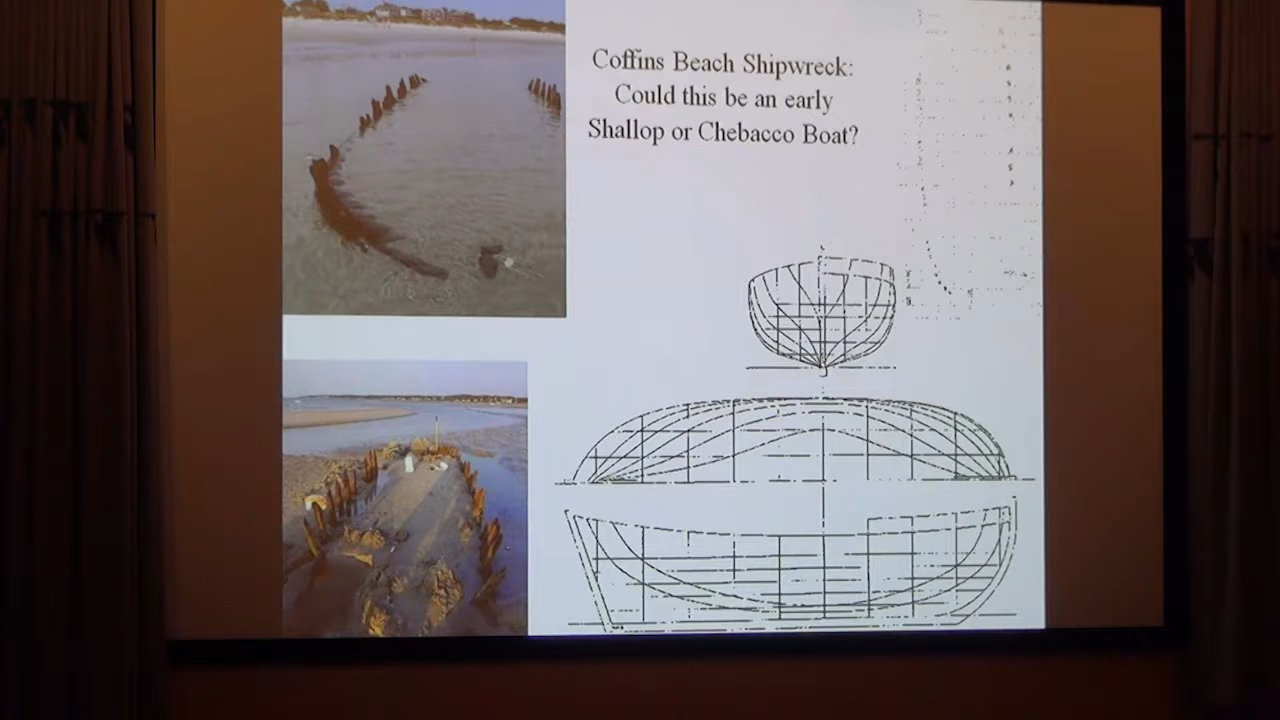 Coffins Beach Shipwreck:
Could this be an early
Shallop or Chebacco Boat?